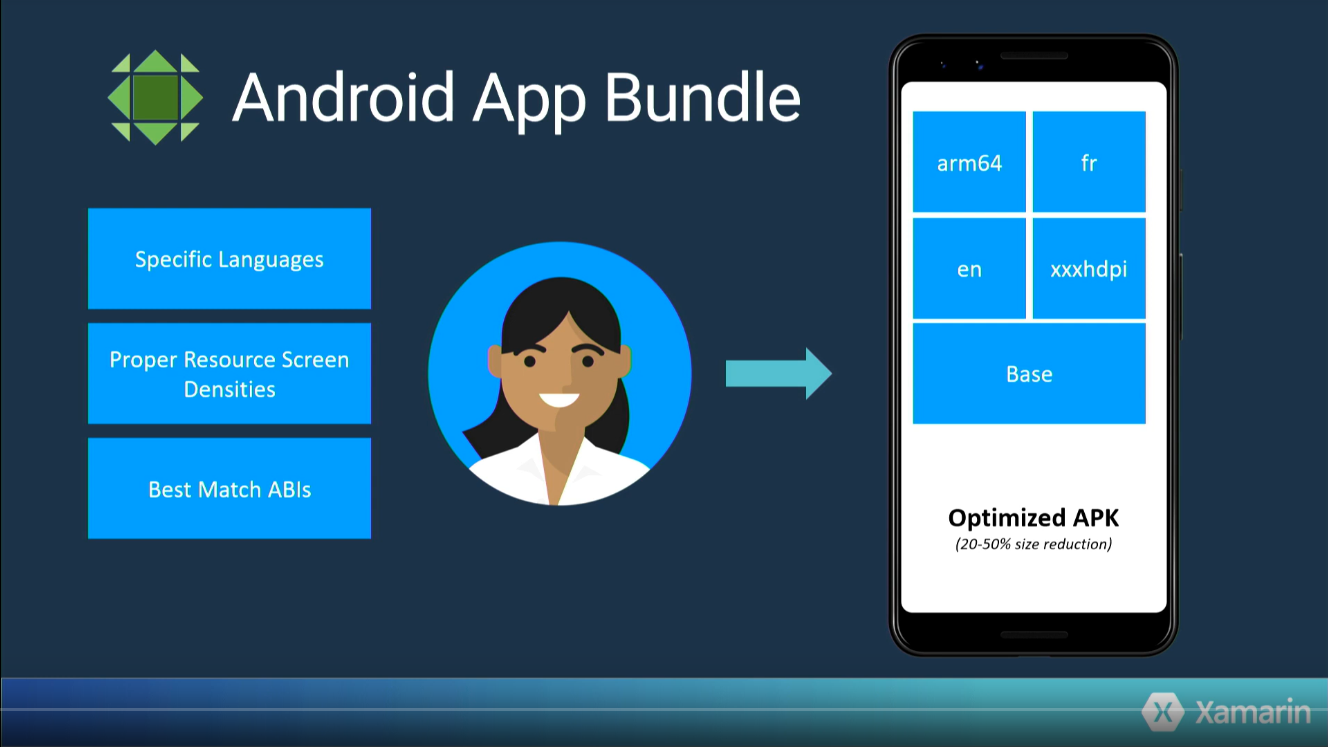 Android App Bundle
Specific Languages
Proper Resource Screen
Densities
Best Match ABIs
arm64
fr
en
xxxhdpi
Base
Optimized APK
(20-50% size reduction)
Xamarin